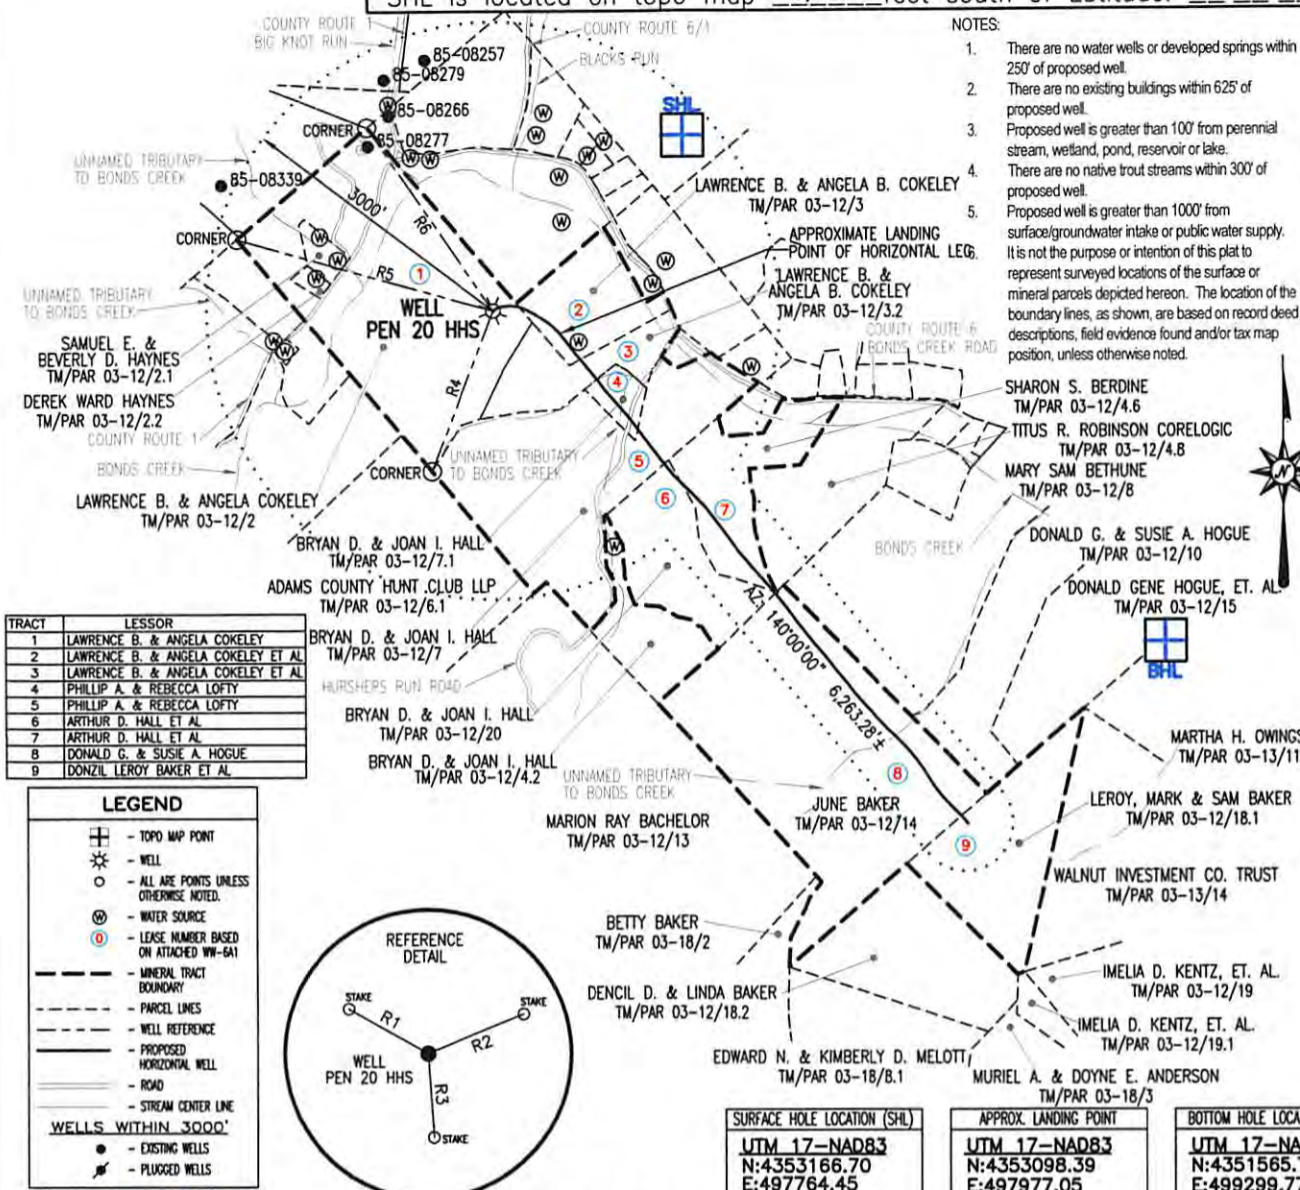 SHL is located on topo map feet south of Latitude:
NOTES:
1. There are no water wells or developed springs within
250' of proposed well.
2. There are no existing buildings within 625' of
proposed well.
3. Proposed well is greater than 100' from perennial
stream, wetland, pond, reservoir or lake.
4. There are no native trout streams within 300' of
proposed well.
5. Proposed well is greater than 1000' from
surface/groundwater intake or public water supply.
6. It is not the purpose or intention of this plat to
represent surveyed locations of the surface or
mineral parcels depicted hereon. The location of the
boundary lines, as shown, are based on record deed
descriptions, field evidence found and/or tax map
position, unless otherwise noted.
COUNTY ROUTE 1
BIG KNOT RUN
COUNTY ROUTE 6/1
BLACKS RUN
85-08257
85-08279
85-08266
85-08277
85-08339
CORNER
UNNAMED TRIBUTARY
TO BONDS CREEK
CORNER
3000'
R6
R5
1
WELL
PEN 20 HHS
SHL
LAWRENCE B. & ANGELA B. COKELEY
TM/PAR 03-12/3
APPROXIMATE LANDING
POINT OF HORIZONTAL LEG
LAWRENCE B. &
ANGELA B. COKELEY
TM/PAR 03-12/3.2
COUNTY ROUTE 6
BONDS CREEK ROAD
2
3
4
5
6
7
8
9
UNNAMED TRIBUTARY
TO BONDS CREEK
SAMUEL E. &
BEVERLY D. HAYNES
TM/PAR 03-12/2.1
DEREK WARD HAYNES
TM/PAR 03-12/2.2
COUNTY ROUTE 1
BONDS CREEK
LAWRENCE B. & ANGELA COKELEY
TM/PAR 03-12/2
R4
CORNER
UNNAMED TRIBUTARY
TO BONDS CREEK
SHARON S. BERDINE
TM/PAR 03-12/4.6
TITUS R. ROBINSON CORELOGIC
TM/PAR 03-12/4.8
MARY SAM BETHUNE
TM/PAR 03-12/8
N
DONALD G. & SUSIE A. HOGUE
TM/PAR 03-12/10
BONDS CREEK
DONALD GENE HOGUE, ET. AL.
TM/PAR 03-12/15
BHL
BRYAN D. & JOAN I. HALL
TM/PAR 03-12/7.1
ADAMS COUNTY HUNT CLUB LLP
TM/PAR 03-12/6.1
BRYAN D. & JOAN I. HALL
TM/PAR 03-12/7
HURSHERS RUN ROAD
BRYAN D. & JOAN I. HALL
TM/PAR 03-12/20
BRYAN D. & JOAN I. HALL
TM/PAR 03-12/4.2
UNNAMED TRIBUTARY
TO BONDS CREEK
AZ: 140°00'00" 6,263.28'±
MARION RAY BACHELOR
TM/PAR 03-12/13
JUNE BAKER
TM/PAR 03-12/14
MARTHA H. OWINGS
TM/PAR 03-13/11
LEROY, MARK & SAM BAKER
TM/PAR 03-12/18.1
WALNUT INVESTMENT CO. TRUST
TM/PAR 03-13/14
BETTY BAKER
TM/PAR 03-18/2
DENCIL D. & LINDA BAKER
TM/PAR 03-12/18.2
IMELIA D. KENTZ, ET. AL.
TM/PAR 03-12/19
IMELIA D. KENTZ, ET. AL.
TM/PAR 03-12/19.1
EDWARD N. & KIMBERLY D. MELOTT
TM/PAR 03-18/8.1
MURIEL A. & DOYNE E. ANDERSON
TM/PAR 03-18/3
TRACT LESSOR
1 LAWRENCE B. & ANGELA COKELEY
2 LAWRENCE B. & ANGELA COKELEY ET AL
3 LAWRENCE B. & ANGELA COKELEY ET AL
4 PHILLIP A. & REBECCA LOFTY
5 PHILLIP A. & REBECCA LOFTY
6 ARTHUR D. HALL ET AL
7 ARTHUR D. HALL ET AL
8 DONALD G. & SUSIE A. HOGUE
9 DONZIL LEROY BAKER ET AL
LEGEND
- TOPO MAP POINT
- WELL
- ALL ARE POINTS UNLESS
OTHERWISE NOTED.
W - WATER SOURCE
0 - LEASE NUMBER BASED
ON ATTACHED WW-6A1
- MINERAL TRACT
BOUNDARY
- PARCEL LINES
- WELL REFERENCE
- PROPOSED
HORIZONTAL WELL
- ROAD
- STREAM CENTER LINE
WELLS WITHIN 3000'
- EXISTING WELLS
- PLUGGED WELLS
REFERENCE
DETAIL
STAKE
R1
STAKE
R2
WELL
PEN 20 HHS
R3
STAKE
SURFACE HOLE LOCATION (SHL)
UTM 17-NAD83
N:4353166.70
E:497764.45
APPROX. LANDING POINT
UTM 17-NAD83
N:4353098.39
E:497977.05
BOTTOM HOLE LOCA
UTM 17-NA
N:4351565.
E:499299.77